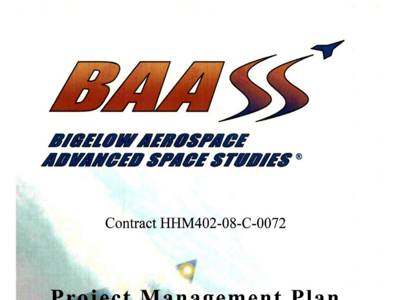 BAASS
BIGELOW AEROSPACE
ADVANCED SPACE STUDIES ®
Contract HHM402-08-C-0072
Project Management Plan